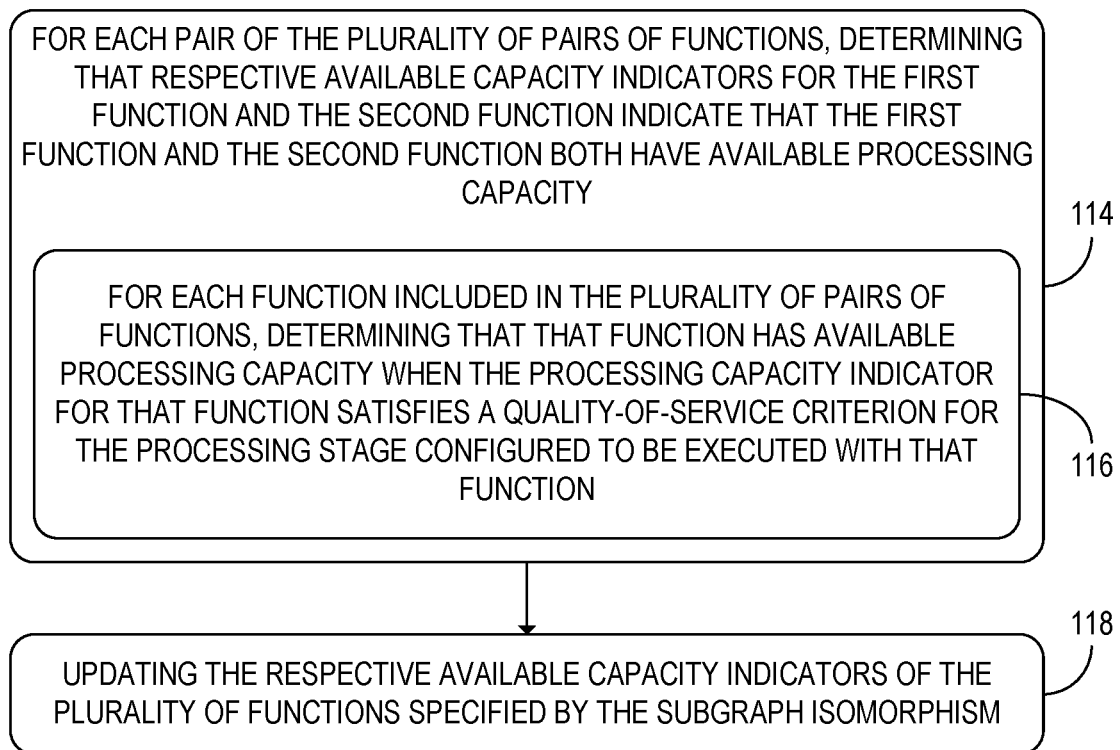 FOR EACH PAIR OF THE PLURALITY OF PAIRS OF FUNCTIONS, DETERMINING
THAT RESPECTIVE AVAILABLE CAPACITY INDICATORS FOR THE FIRST
FUNCTION AND THE SECOND FUNCTION INDICATE THAT THE FIRST
FUNCTION AND THE SECOND FUNCTION BOTH HAVE AVAILABLE PROCESSING
CAPACITY
114
FOR EACH FUNCTION INCLUDED IN THE PLURALITY OF PAIRS OF
FUNCTIONS, DETERMINING THAT THAT FUNCTION HAS AVAILABLE
PROCESSING CAPACITY WHEN THE PROCESSING CAPACITY INDICATOR
FOR THAT FUNCTION SATISFIES A QUALITY-OF-SERVICE CRITERION FOR
THE PROCESSING STAGE CONFIGURED TO BE EXECUTED WITH THAT
FUNCTION
116
118
UPDATING THE RESPECTIVE AVAILABLE CAPACITY INDICATORS OF THE
PLURALITY OF FUNCTIONS SPECIFIED BY THE SUBGRAPH ISOMORPHISM